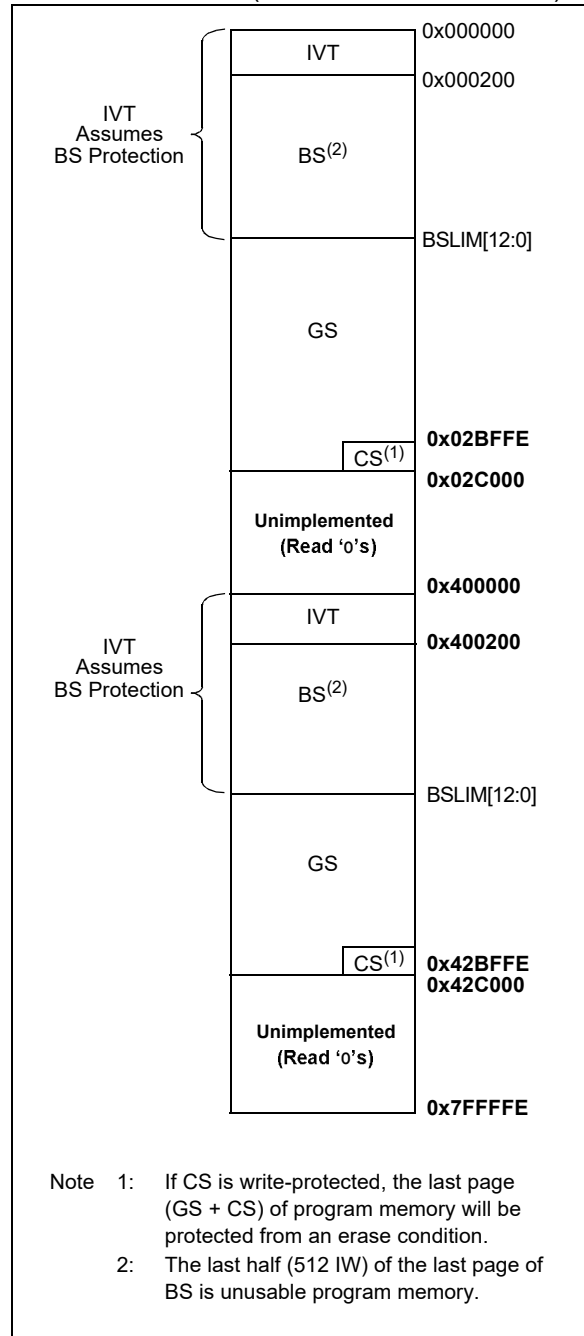 0x000000
IVT
0x000200
IVT
Assumes
BS Protection
BS(2)
BSLIM[12:0]
GS
0x02BFFE
CS(1)
0x02C000
Unimplemented
(Read ‘0’s)
0x400000
IVT
0x400200
IVT
Assumes
BS Protection
BS(2)
BSLIM[12:0]
GS
CS(1) 0x42BFFE
0x42C000
Unimplemented
(Read ‘0’s)
0x7FFFFE
Note 1: If CS is write-protected, the last page
(GS + CS) of program memory will be
protected from an erase condition.
2: The last half (512 IW) of the last page of
BS is unusable program memory.